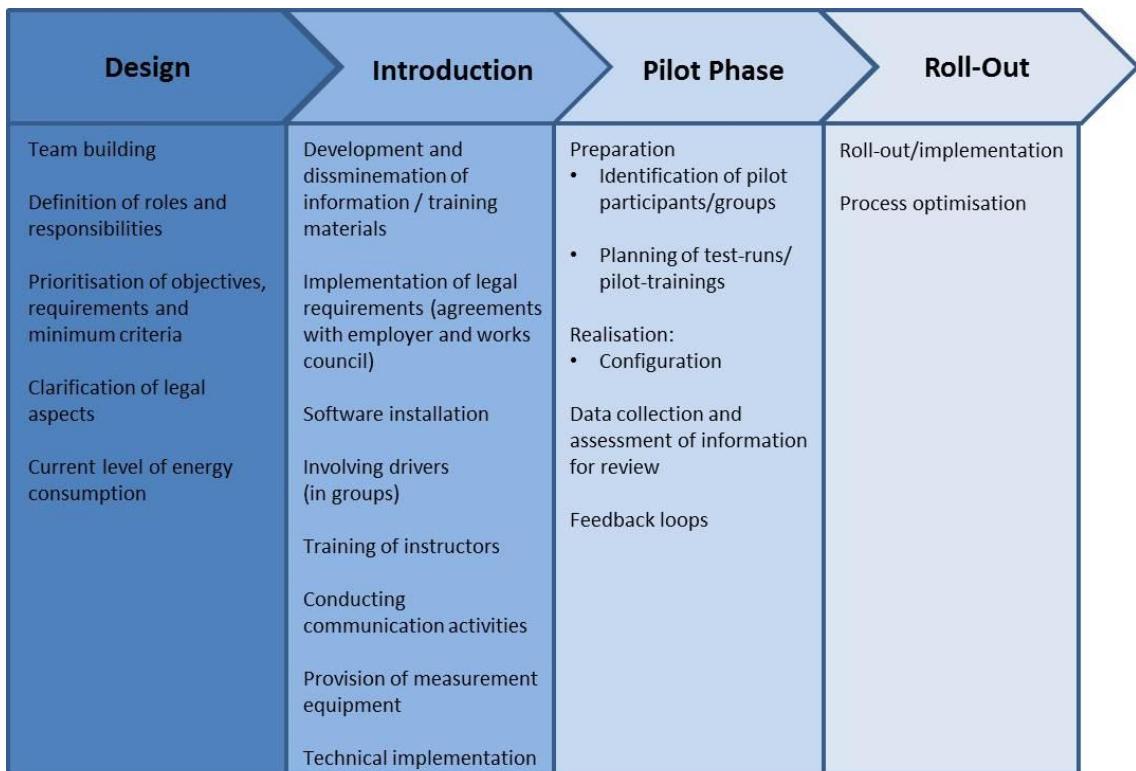 Design
Introduction
Pilot Phase
Roll-Out
Team building
Definition of roles and
responsibilities
Prioritisation of objectives,
requirements and
minimum criteria
Clarification of legal
aspects
Current level of energy
consumption
Development and
disseminemation of
information / training
materials
Implementation of legal
requirements (agreements
with employer and works
council)
Software installation
Involving drivers
(in groups)
Training of instructors
Conducting
communication activities
Provision of measurement
equipment
Technical implementation
Preparation
• Identification of pilot
participants/groups
• Planning of test-runs/
pilot-trainings
Realisation:
• Configuration
Data collection and
assessment of information
for review
Feedback loops
Roll-out/implementation
Process optimisation